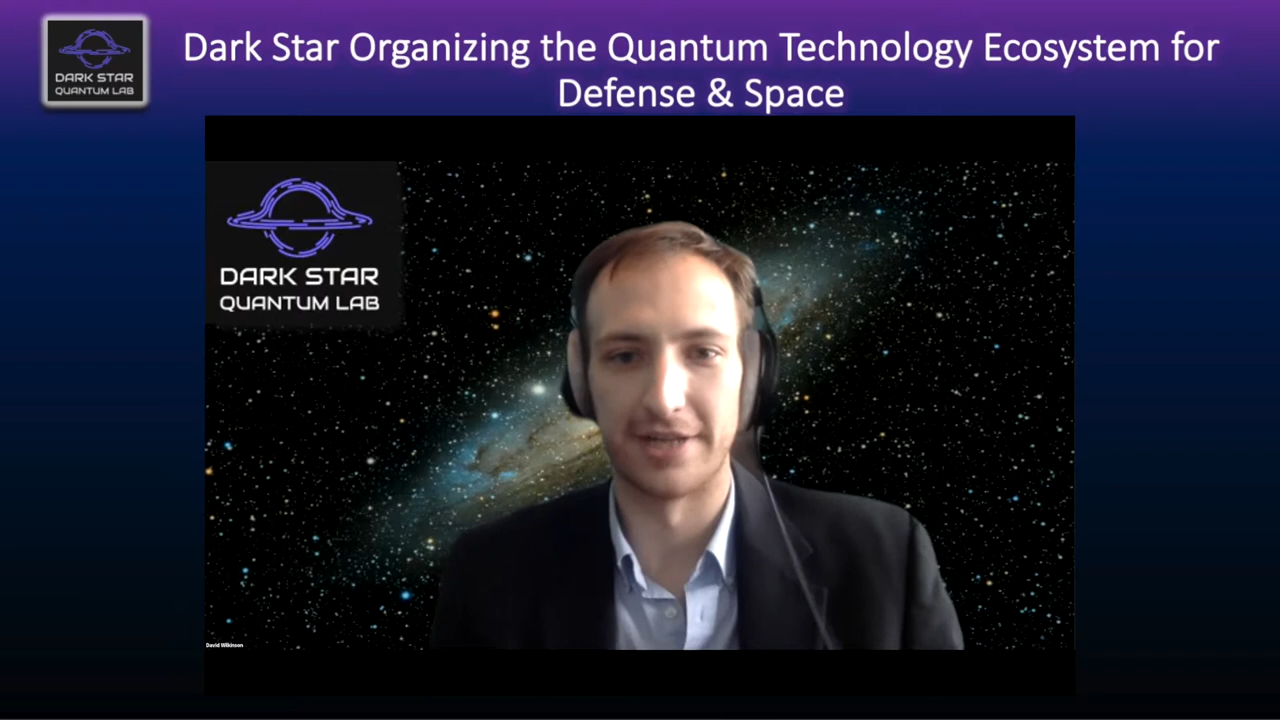 Dark Star Organizing the Quantum Technology Ecosystem for
Defense & Space
DARK STAR
QUANTUM LAB
DARK STAR
QUANTUM LAB
David Wilkinson